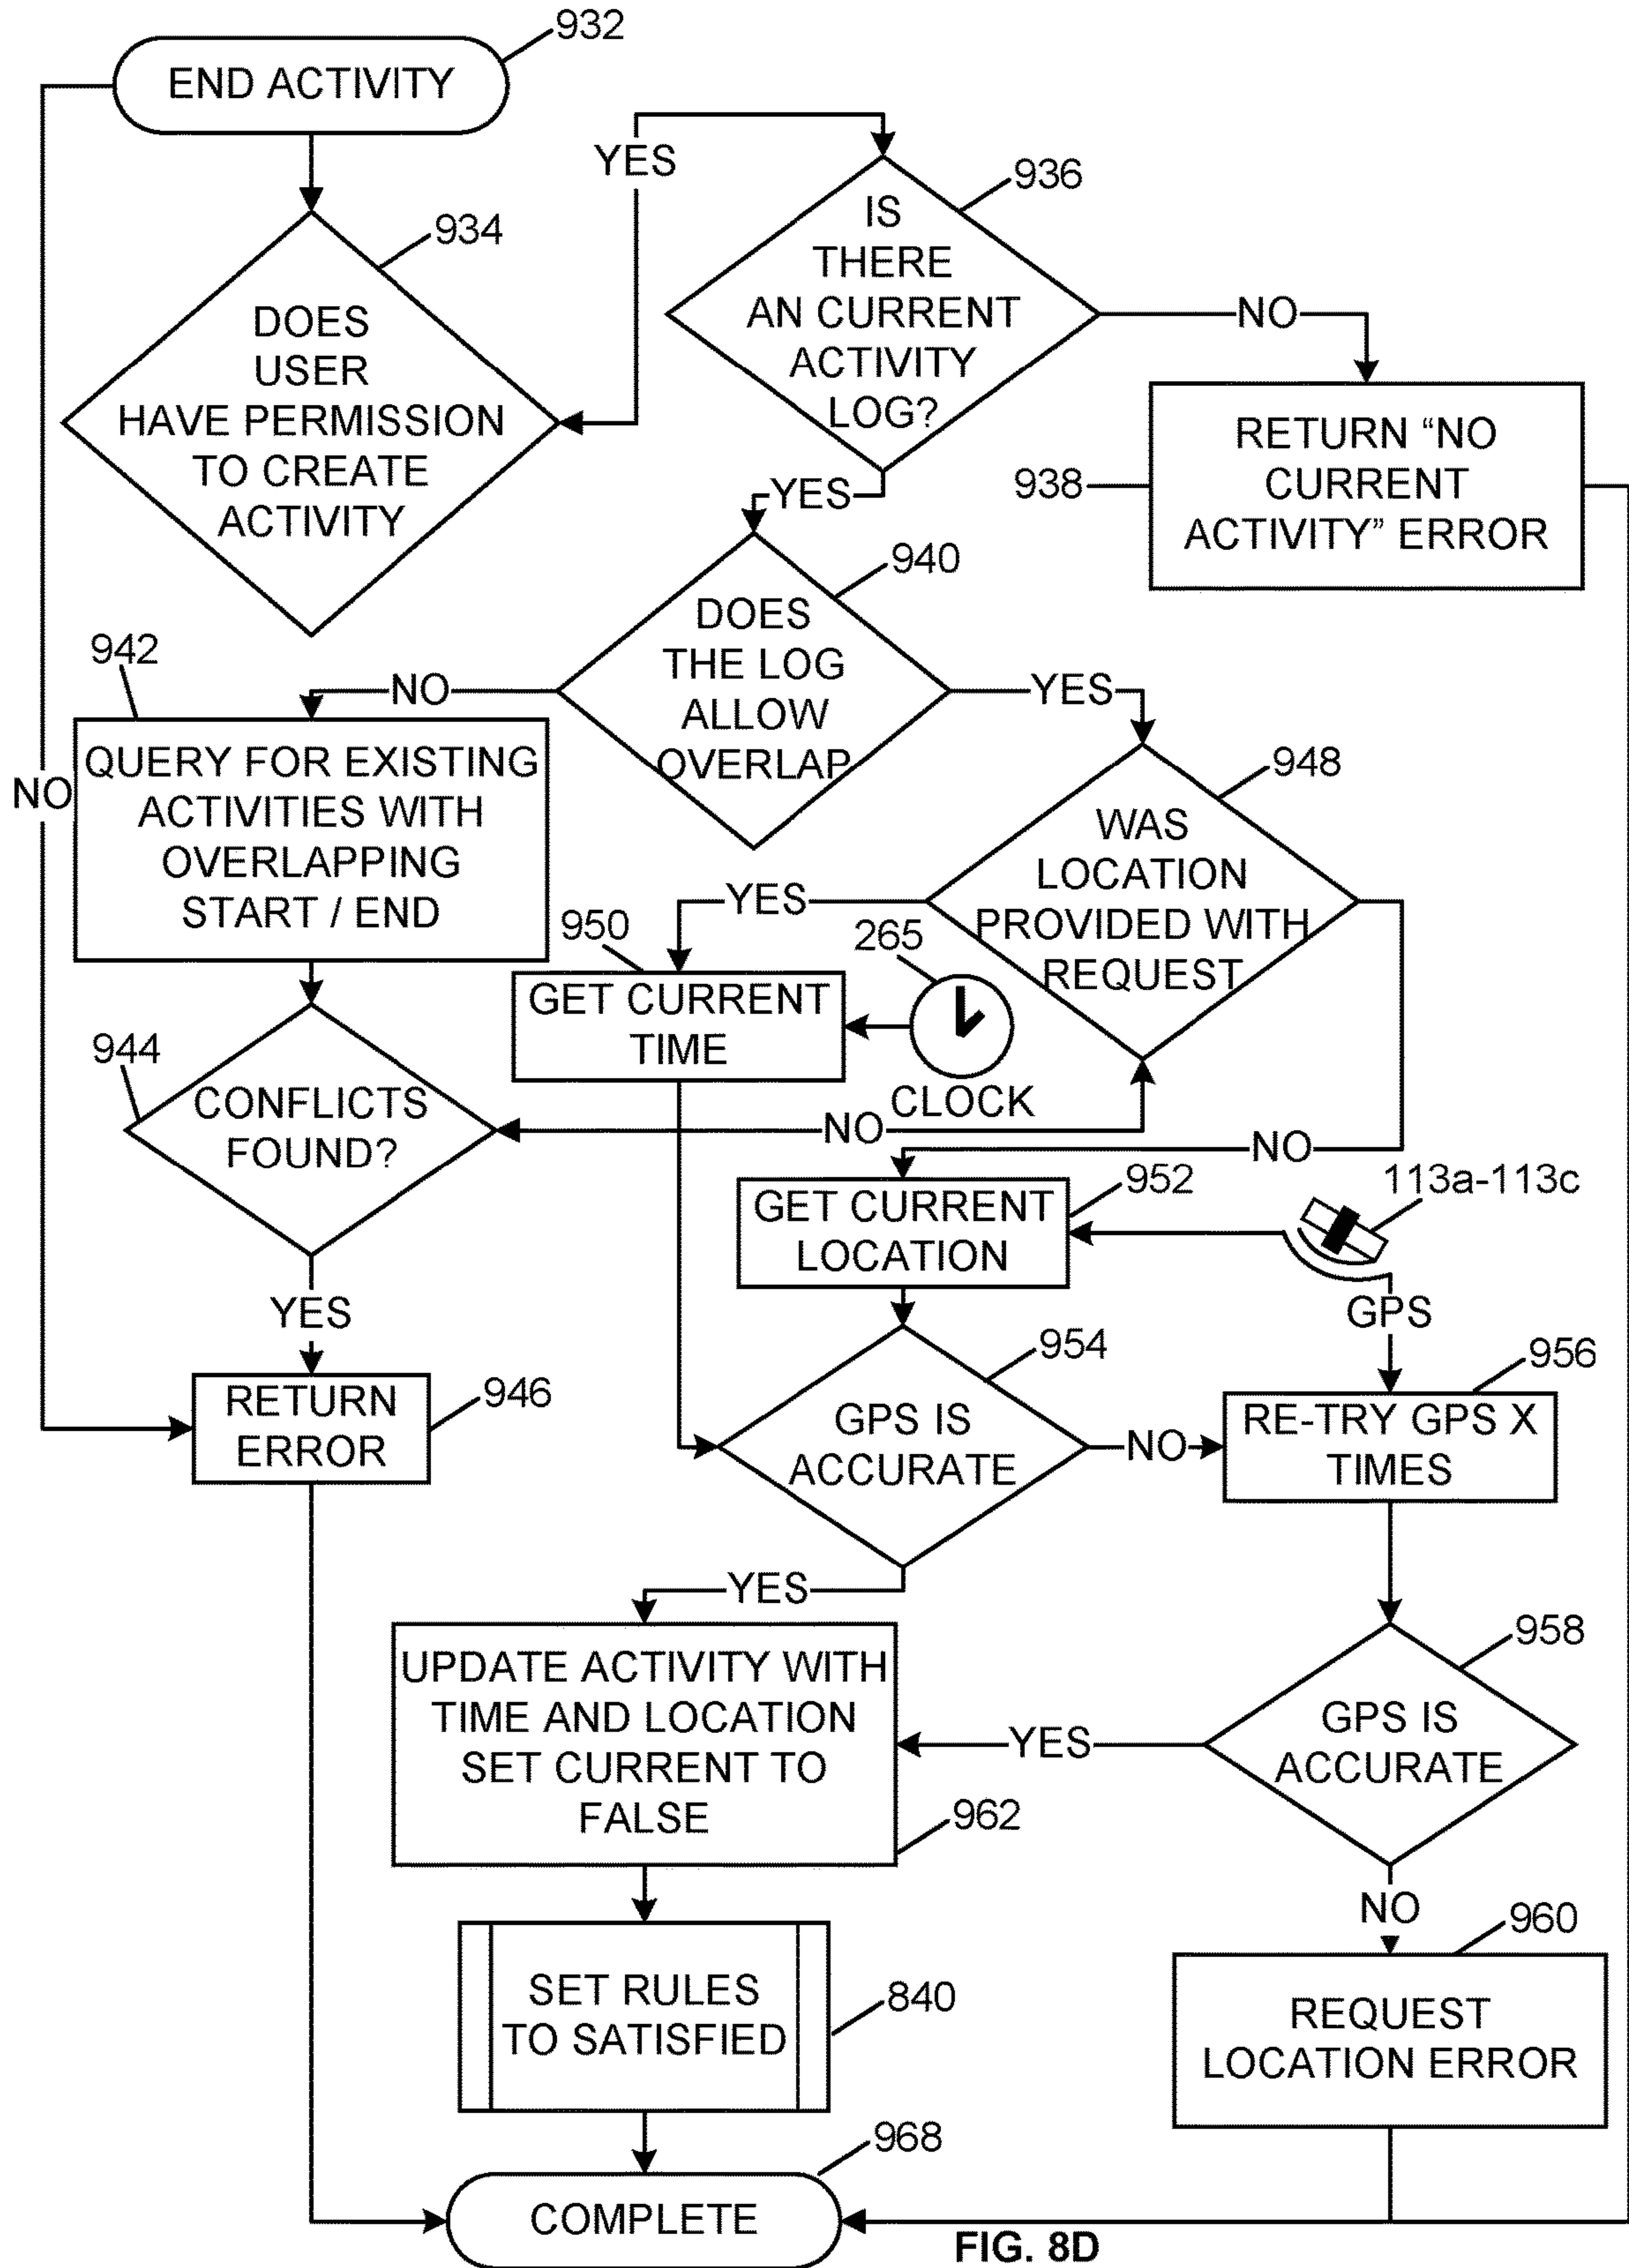 932
END ACTIVITY
YES
936
IS
THERE
AN CURRENT
ACTIVITY
LOG?
934
DOES
USER
HAVE PERMISSION
TO CREATE
ACTIVITY
NO
RETURN “NO
CURRENT
ACTIVITY” ERROR
938
YES
940
DOES
THE LOG
ALLOW
OVERLAP
942
NO
YES
QUERY FOR EXISTING
ACTIVITIES WITH
OVERLAPPING
START / END
NO
948
WAS
LOCATION
PROVIDED WITH
REQUEST
YES
950
265
GET CURRENT
TIME
CLOCK
944
CONFLICTS
FOUND?
NO
NO
952
113a-113c
GET CURRENT
LOCATION
GPS
YES
954
956
RETURN
ERROR
946
GPS IS
ACCURATE
NO
RE-TRY GPS X
TIMES
YES
958
UPDATE ACTIVITY WITH
TIME AND LOCATION
SET CURRENT TO
FALSE
YES
GPS IS
ACCURATE
962
NO
960
SET RULES
TO SATISFIED
840
REQUEST
LOCATION ERROR
968
COMPLETE
FIG. 8D